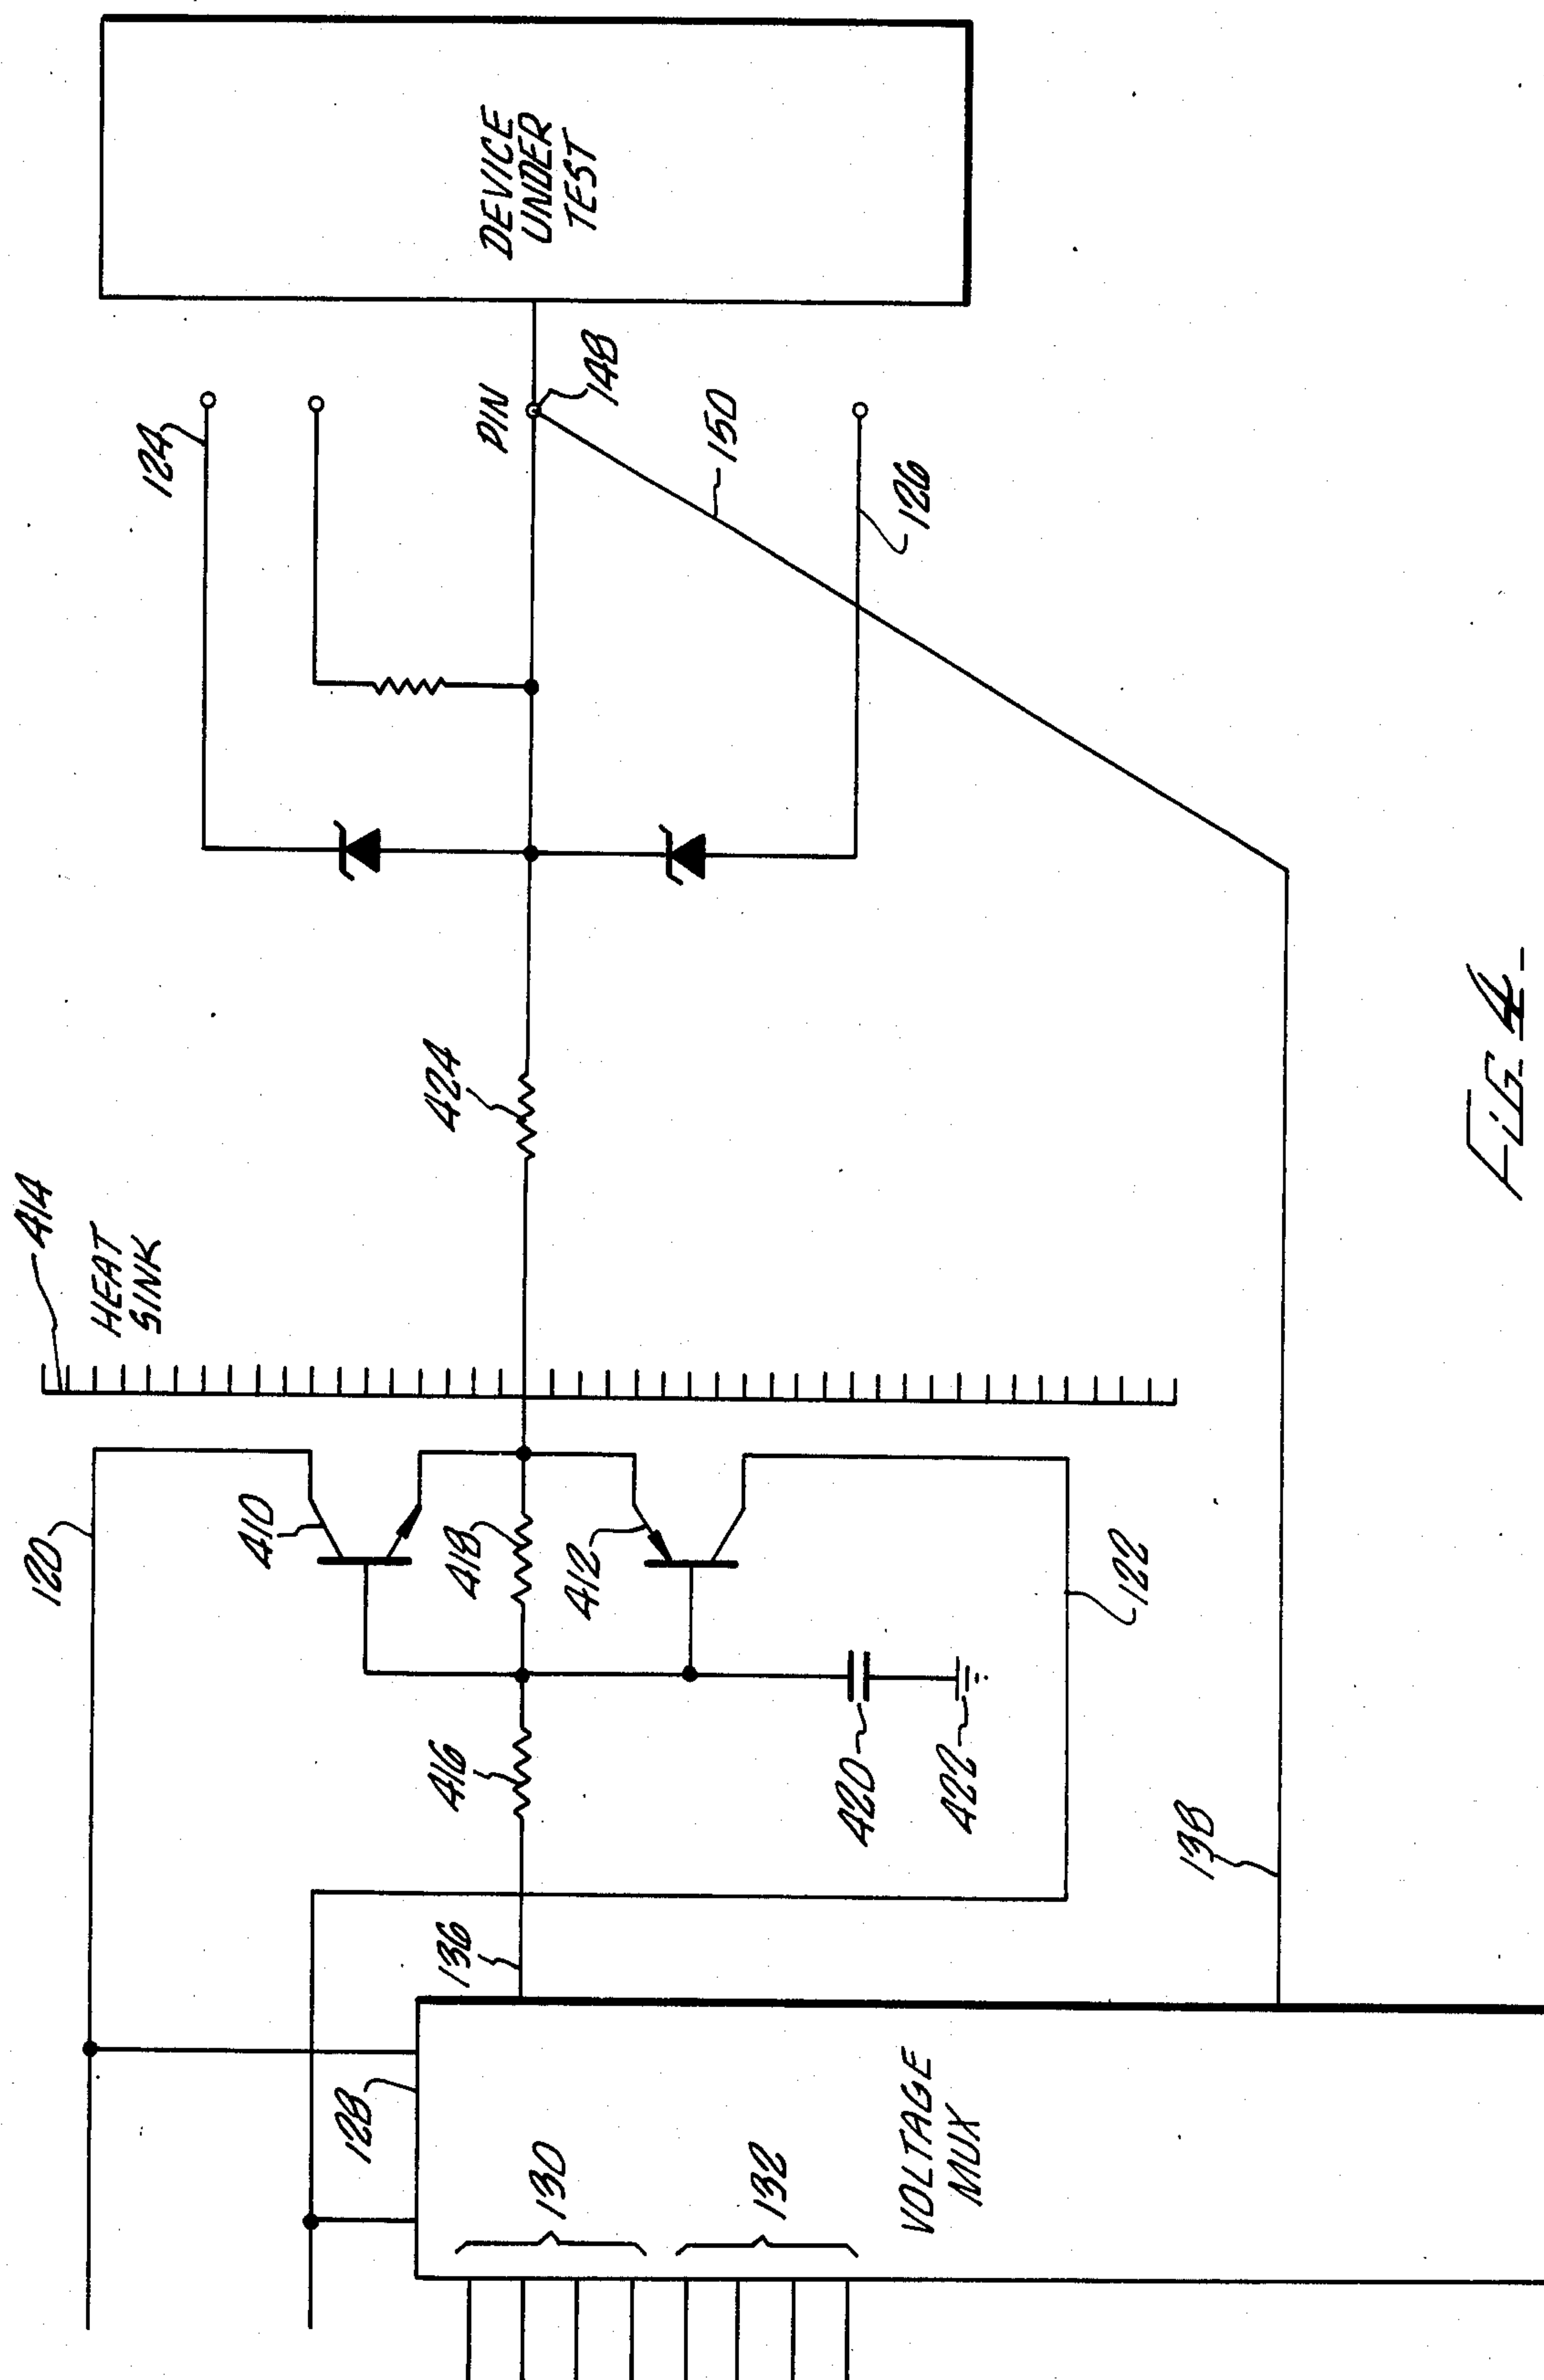 414
HEAT
SINK
120
410
418
412
122
416
420
422
136
138
128
130
132
VOLTAGE
MUX
424
124
PIN
148
150
126
DEVICE
UNDER
TEST
FIG. 4